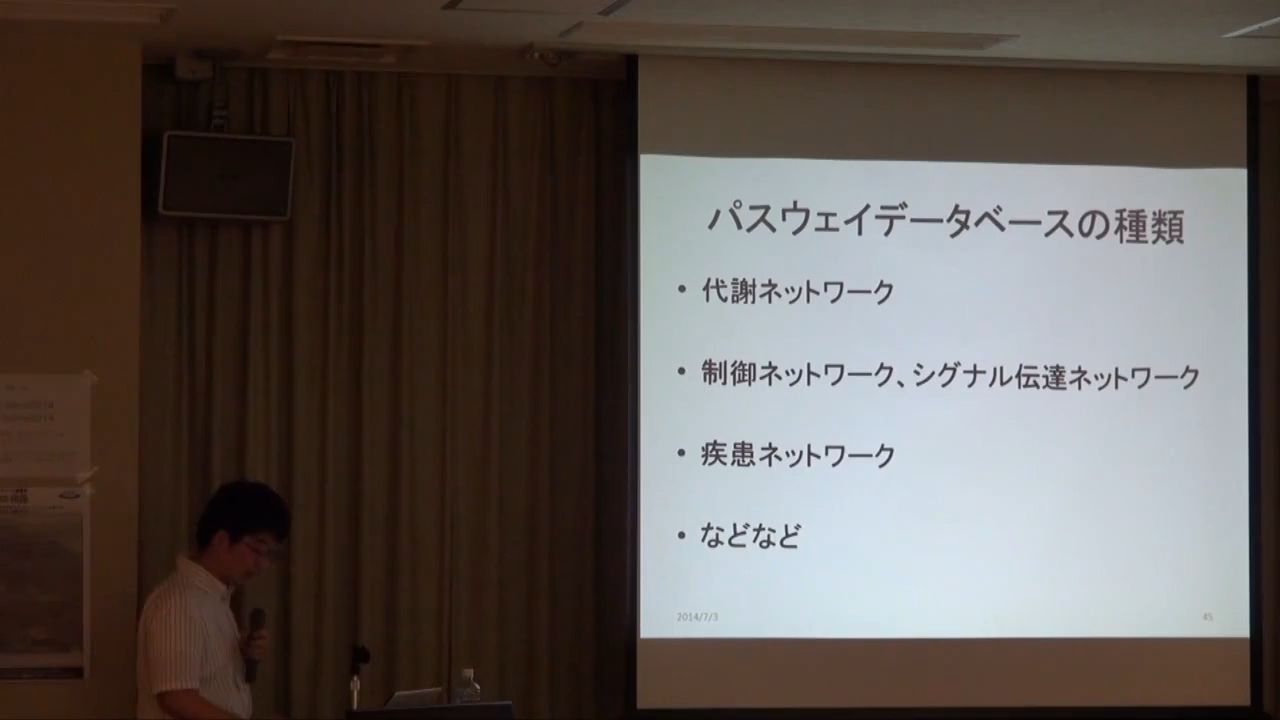 パスウェイデータベースの種類
• 代謝ネットワーク
• 制御ネットワーク、シグナル伝達ネットワーク
• 疾患ネットワーク
• などなど
2014/7/3
45